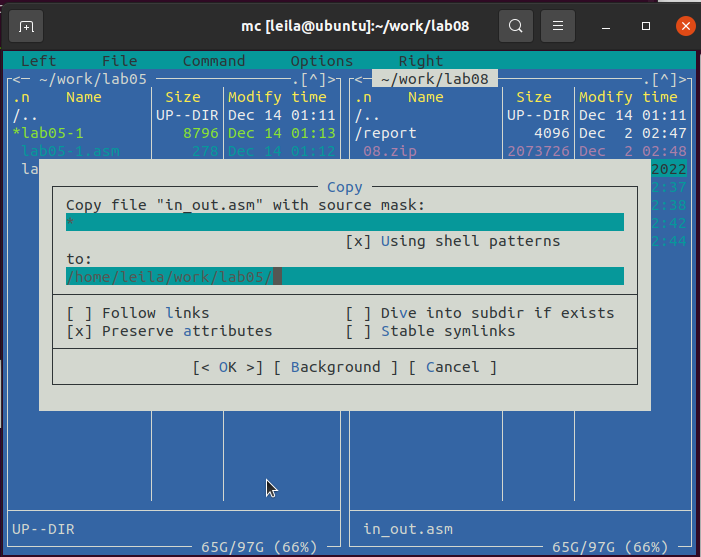 mc [leila@ubuntu]:~/work/lab08
Left File Command Options Right
<─ ~/work/lab05 .[^]> <─ ~/work/lab08 .[^]>
.n Name Size Modify time .n Name Size Modify time
/.. UP--DIR Dec 14 01:11 /.. UP--DIR Dec 14 01:11
*lab05-1 8796 Dec 14 01:13 /report 4096 Dec 2 02:47
lab05-1.asm 278 Dec 14 01:12 08.zip 2073726 Dec 2 02:48
la 2022
Copy
2:37
Copy file "in_out.asm" with source mask:
2:38
*
2:42
[x] Using shell patterns
2:44
to:
/home/leila/work/lab05/
[ ] Follow links [ ] Dive into subdir if exists
[x] Preserve attributes [ ] Stable symlinks
[< OK >] [ Background ] [ Cancel ]
UP--DIR in_out.asm
65G/97G (66%) 65G/97G (66%)